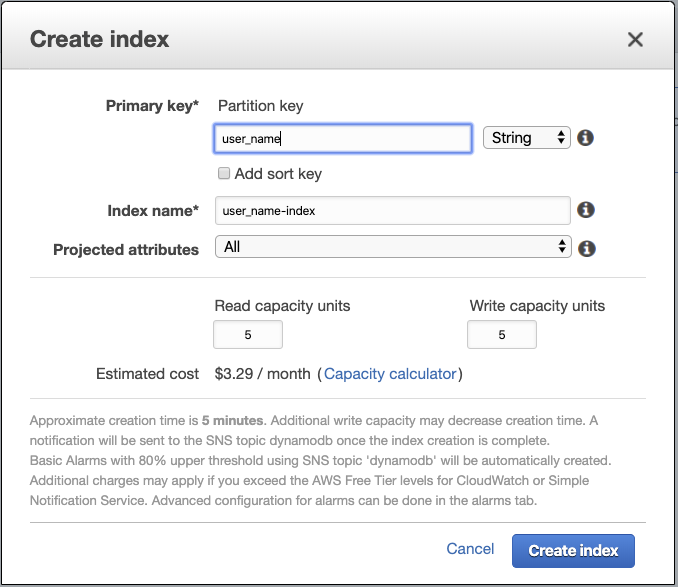 Create index
Primary key* Partition key
user_name String
Add sort key
Index name* user_name-index
Projected attributes All
Read capacity units Write capacity units
5 5
Estimated cost $3.29 / month (Capacity calculator)
Approximate creation time is 5 minutes. Additional write capacity may decrease creation time. A
notification will be sent to the SNS topic dynamodb once the index creation is complete.
Basic Alarms with 80% upper threshold using SNS topic 'dynamodb' will be automatically created.
Additional charges may apply if you exceed the AWS Free Tier levels for CloudWatch or Simple
Notification Service. Advanced configuration for alarms can be done in the alarms tab.
Cancel Create index